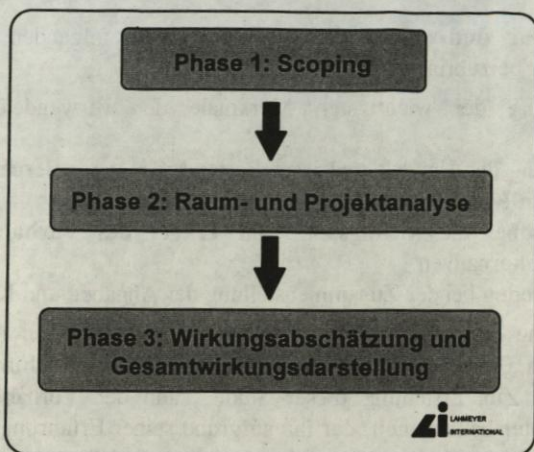 Phase 1: Scoping
Phase 2: Raum- und Projektanalyse
Phase 3: Wirkungsabschätzung und
Gesamtwirkungsdarstellung
LAHMEYER
INTERNATIONAL